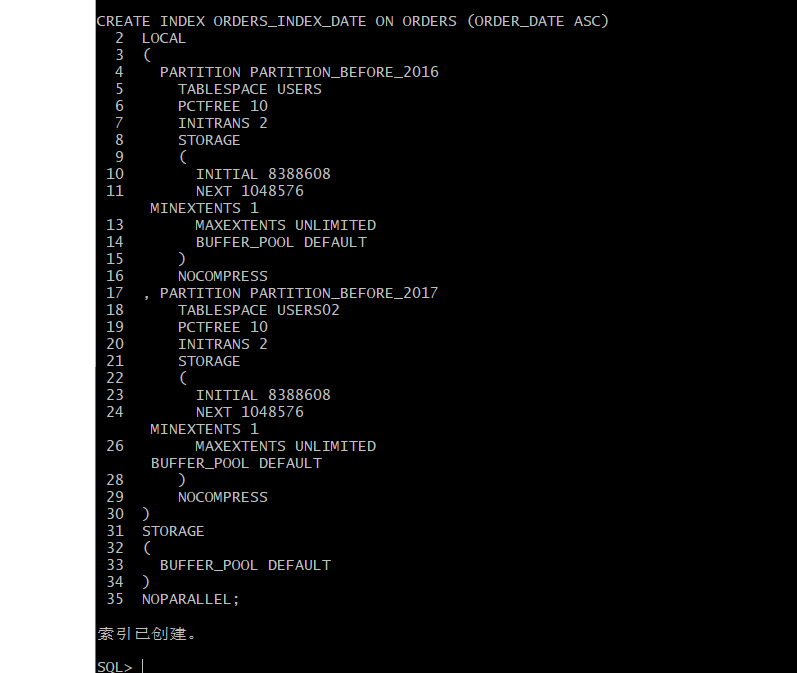 CREATE INDEX ORDERS_INDEX_DATE ON ORDERS (ORDER_DATE ASC)
  2  LOCAL
  3  (
  4    PARTITION PARTITION_BEFORE_2016
  5      TABLESPACE USERS
  6      PCTFREE 10
  7      INITRANS 2
  8      STORAGE
  9      (
 10        INITIAL 8388608
 11        NEXT 1048576
      MINEXTENTS 1
 13        MAXEXTENTS UNLIMITED
 14        BUFFER_POOL DEFAULT
 15      )
 16      NOCOMPRESS
 17  , PARTITION PARTITION_BEFORE_2017
 18      TABLESPACE USERS02
 19      PCTFREE 10
 20      INITRANS 2
 21      STORAGE
 22      (
 23        INITIAL 8388608
 24        NEXT 1048576
      MINEXTENTS 1
 26        MAXEXTENTS UNLIMITED
      BUFFER_POOL DEFAULT
 28      )
 29      NOCOMPRESS
 30  )
 31  STORAGE
 32  (
 33    BUFFER_POOL DEFAULT
 34  )
 35  NOPARALLEL;
索引已创建。
SQL>